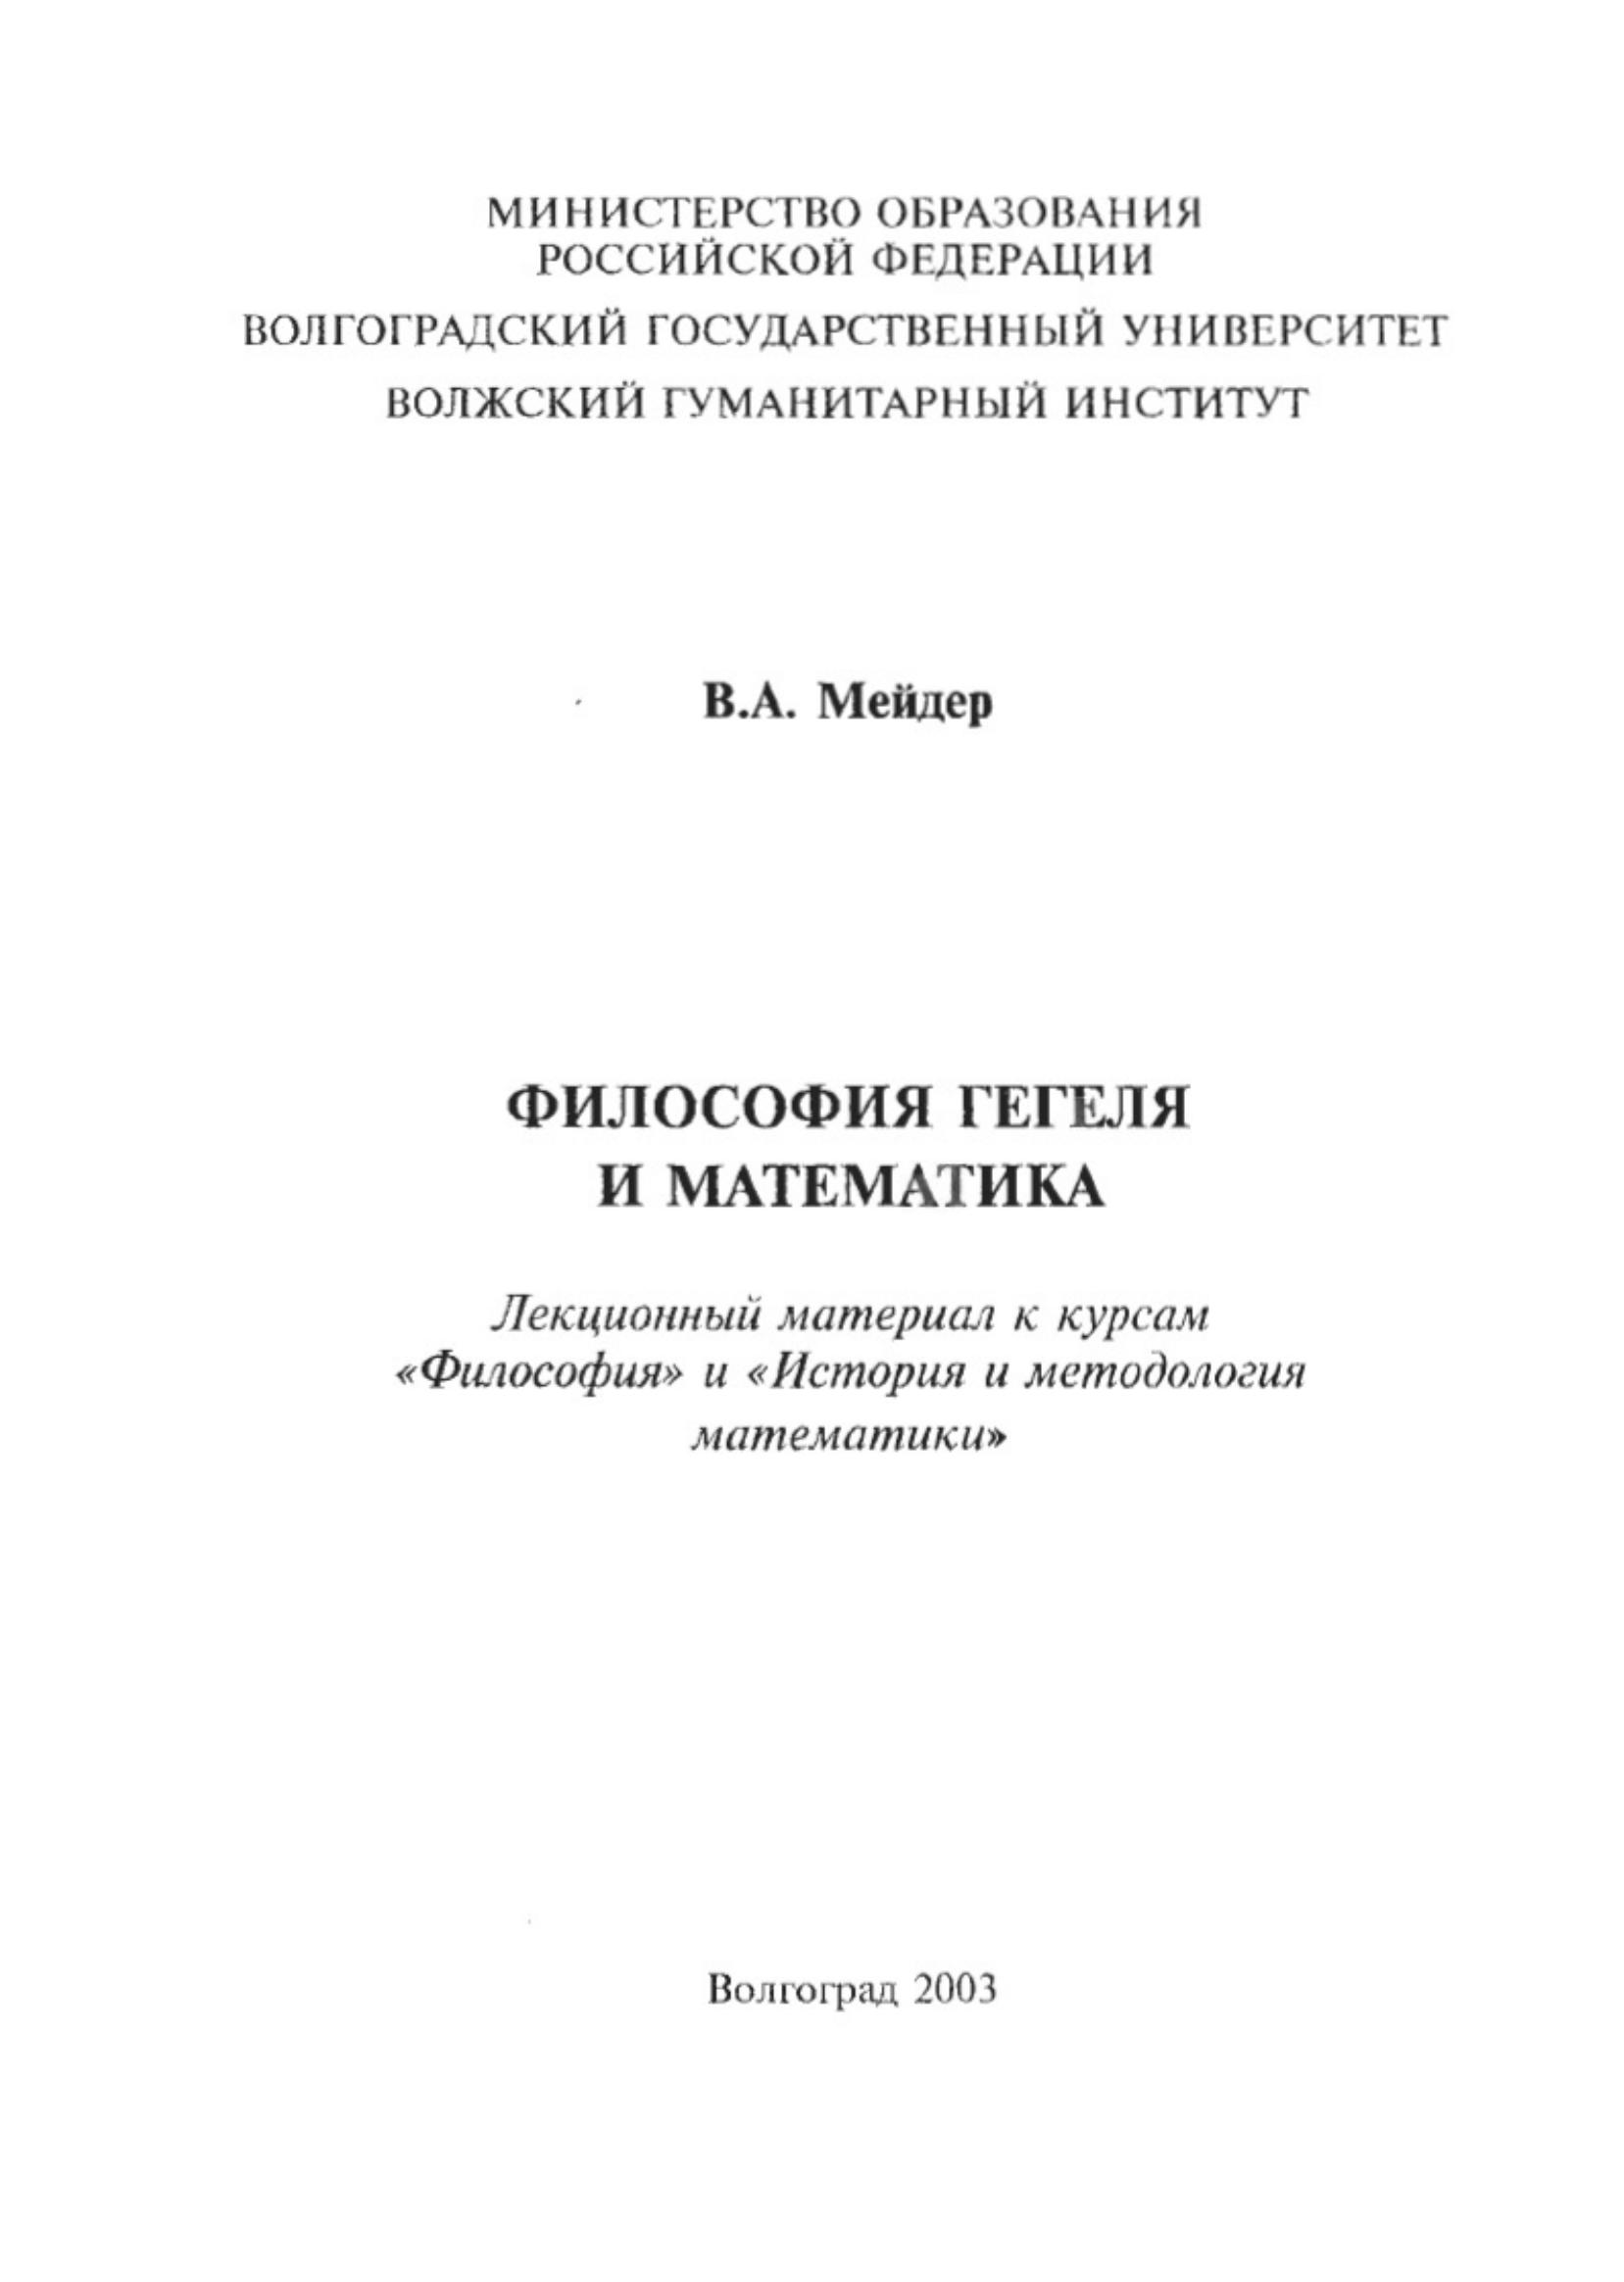 МИНИСТЕРСТВО ОБРАЗОВАНИЯ
РОССИЙСКОЙ ФЕДЕРАЦИИ
ВОЛГОГРАДСКИЙ ГОСУДАРСТВЕННЫЙ УНИВЕРСИТЕТ
ВОЛЖСКИЙ ГУМАНИТАРНЫЙ ИНСТИТУТ
В.А. Мейдер
ФИЛОСОФИЯ ГЕГЕЛЯ
И МАТЕМАТИКА
Лекционный материал к курсам
«Философия» и «История и методология
математики»
Волгоград 2003